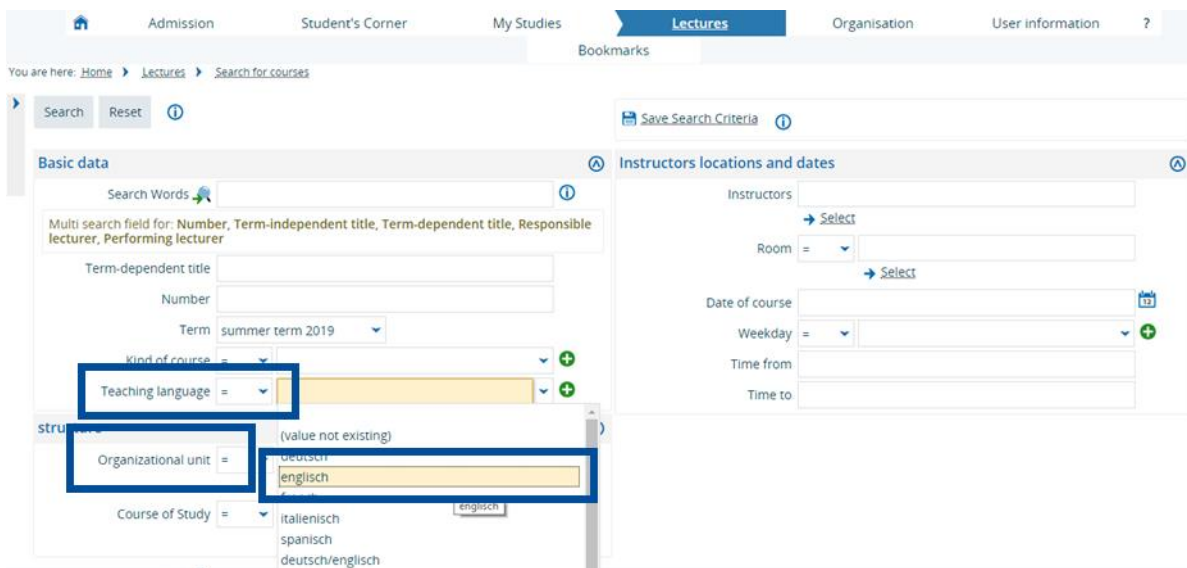 Admission Student's Corner My Studies Lectures Organisation User information ?
Bookmarks
You are here: Home Lectures Search for courses
Search Reset
Save Search Criteria
Basic data
Instructors locations and dates
Search Words
Multi search field for: Number, Term-independent title, Term-dependent title, Responsible
lecturer, Performing lecturer
Term-dependent title
Number
Term summer term 2019
Kind of course =
Teaching language =
Instructors
Select
Room =
Select
Date of course 12
Weekday =
Time from
Time to
structure
Organizational unit =
Course of Study =
(value not existing)
deutsch
englisch
englisch
italienisch
spanisch
deutsch/englisch